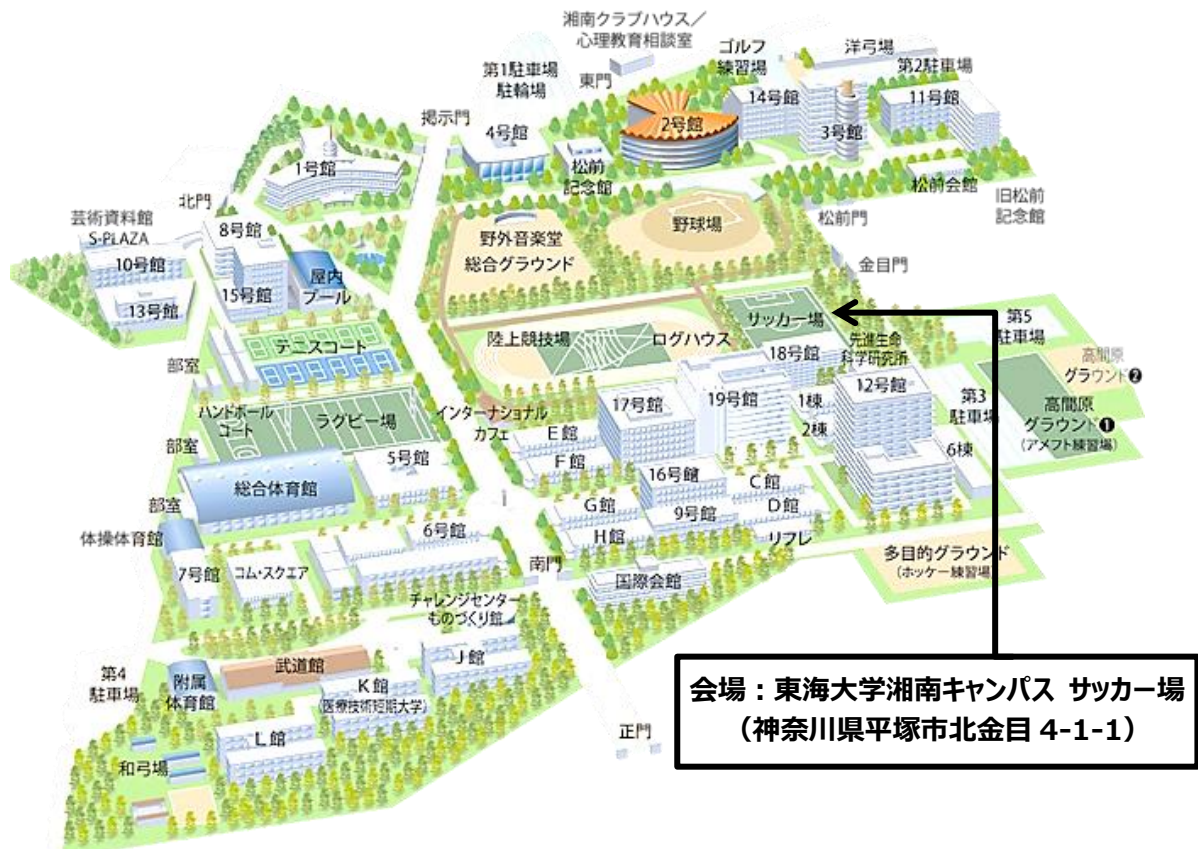 湘南クラブハウス／
心理教育相談室
ゴルフ
練習場
洋弓場
第1駐車場
駐輪場
東門
第2駐車場
掲示門
4号館
2号館
14号館
3号館
11号館
1号館
松前
記念館
松前会館
旧松前
記念館
北門
芸術資料館
S-PLAZA
8号館
野外音楽堂
総合グラウンド
野球場
松前門
10号館
屋内
プール
金目門
13号館
15号館
サッカー場
第5
駐車場
テニスコート
陸上競技場
ログハウス
先進生命
科学研究所
18号館
高間原
グラウンド❷
部室
12号館
ハンドボール
コート
ラグビー場
インターナショナル
カフェ
17号館
19号館
1棟
2棟
第3
駐車場
高間原
グラウンド❶
(アメフト練習場)
部室
E館
F館
6棟
5号館
総合体育館
16号館
C館
部室
G館
9号館
D館
体操体育館
6号館
H館
リフレ
7号館
コム・スクエア
南門
国際会館
多目的グラウンド
(ホッケー練習場)
チャレンジセンター
ものづくり館
第4
駐車場
附属
体育館
武道館
J館
K館
(医療技術短期大学)
L館
正門
和弓場
会場：東海大学湘南キャンパス サッカー場
（神奈川県平塚市北金目 4-1-1）